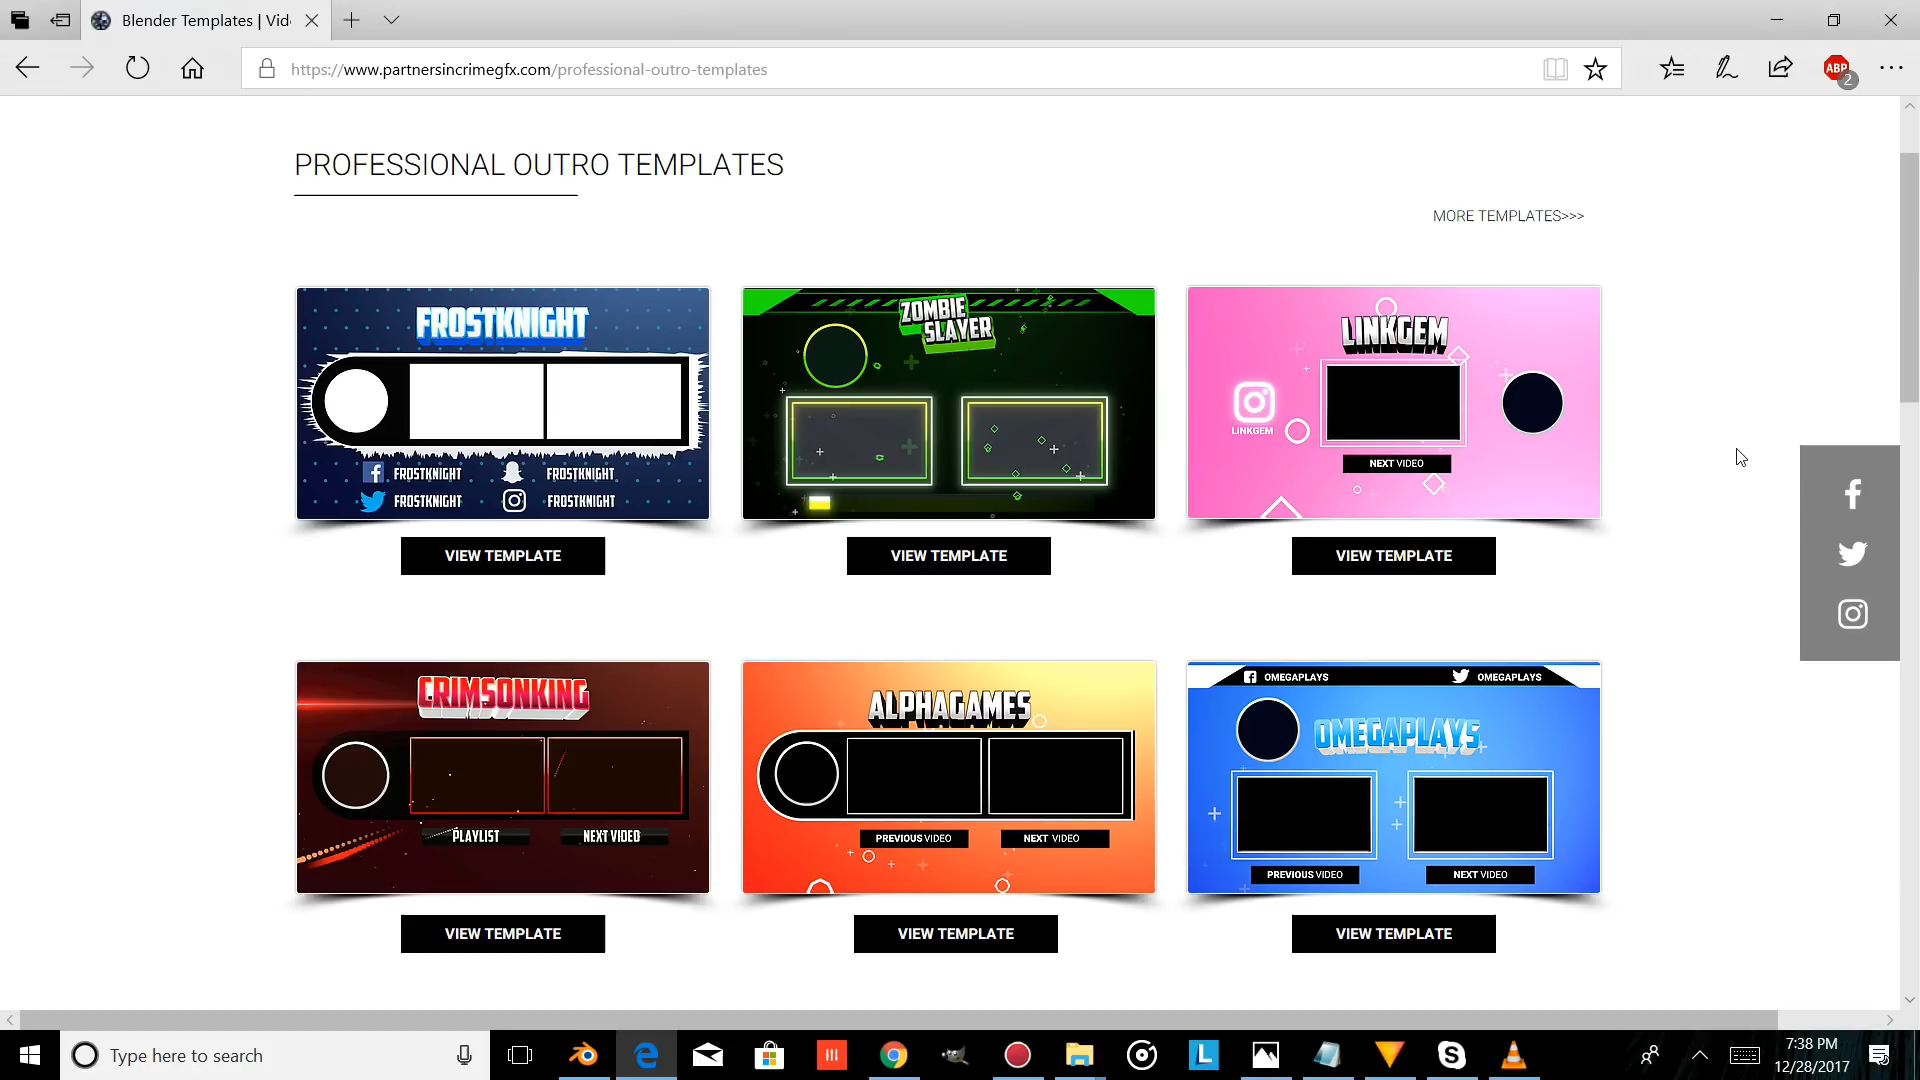 Blender Templates | Vid
https://www.partnersincrimegfx.com/professional-outro-templates
ABP
2
PROFESSIONAL OUTRO TEMPLATES
MORE TEMPLATES>>>
FROSTKNIGHT
FROSTKNIGHT FROSTKNIGHT
FROSTKNIGHT FROSTKNIGHT
VIEW TEMPLATE
ZOMBIE
SLAYER
VIEW TEMPLATE
LINKGEM
LINKGEM
NEXT VIDEO
VIEW TEMPLATE
CRIMSONKING
PLAYLIST NEXT VIDEO
VIEW TEMPLATE
ALPHAGAMES
PREVIOUS VIDEO NEXT VIDEO
VIEW TEMPLATE
OMEGAPLAYS OMEGAPLAYS
OMEGAPLAYS
PREVIOUS VIDEO NEXT VIDEO
VIEW TEMPLATE
Type here to search
L
7:38 PM
12/28/2017